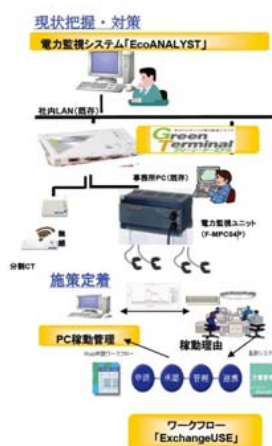 現状把握・対策
電力監視システム「EcoANALYST」
社内LAN(既存)
Green Terminal
事務所PC(既存)
無線
電力監視ユニット
(F-MPC04P)
分割CT
施策定着
PC稼動管理
稼動理由
申請
承認
管理
連携
ワークフロー
「ExchangeUSE」